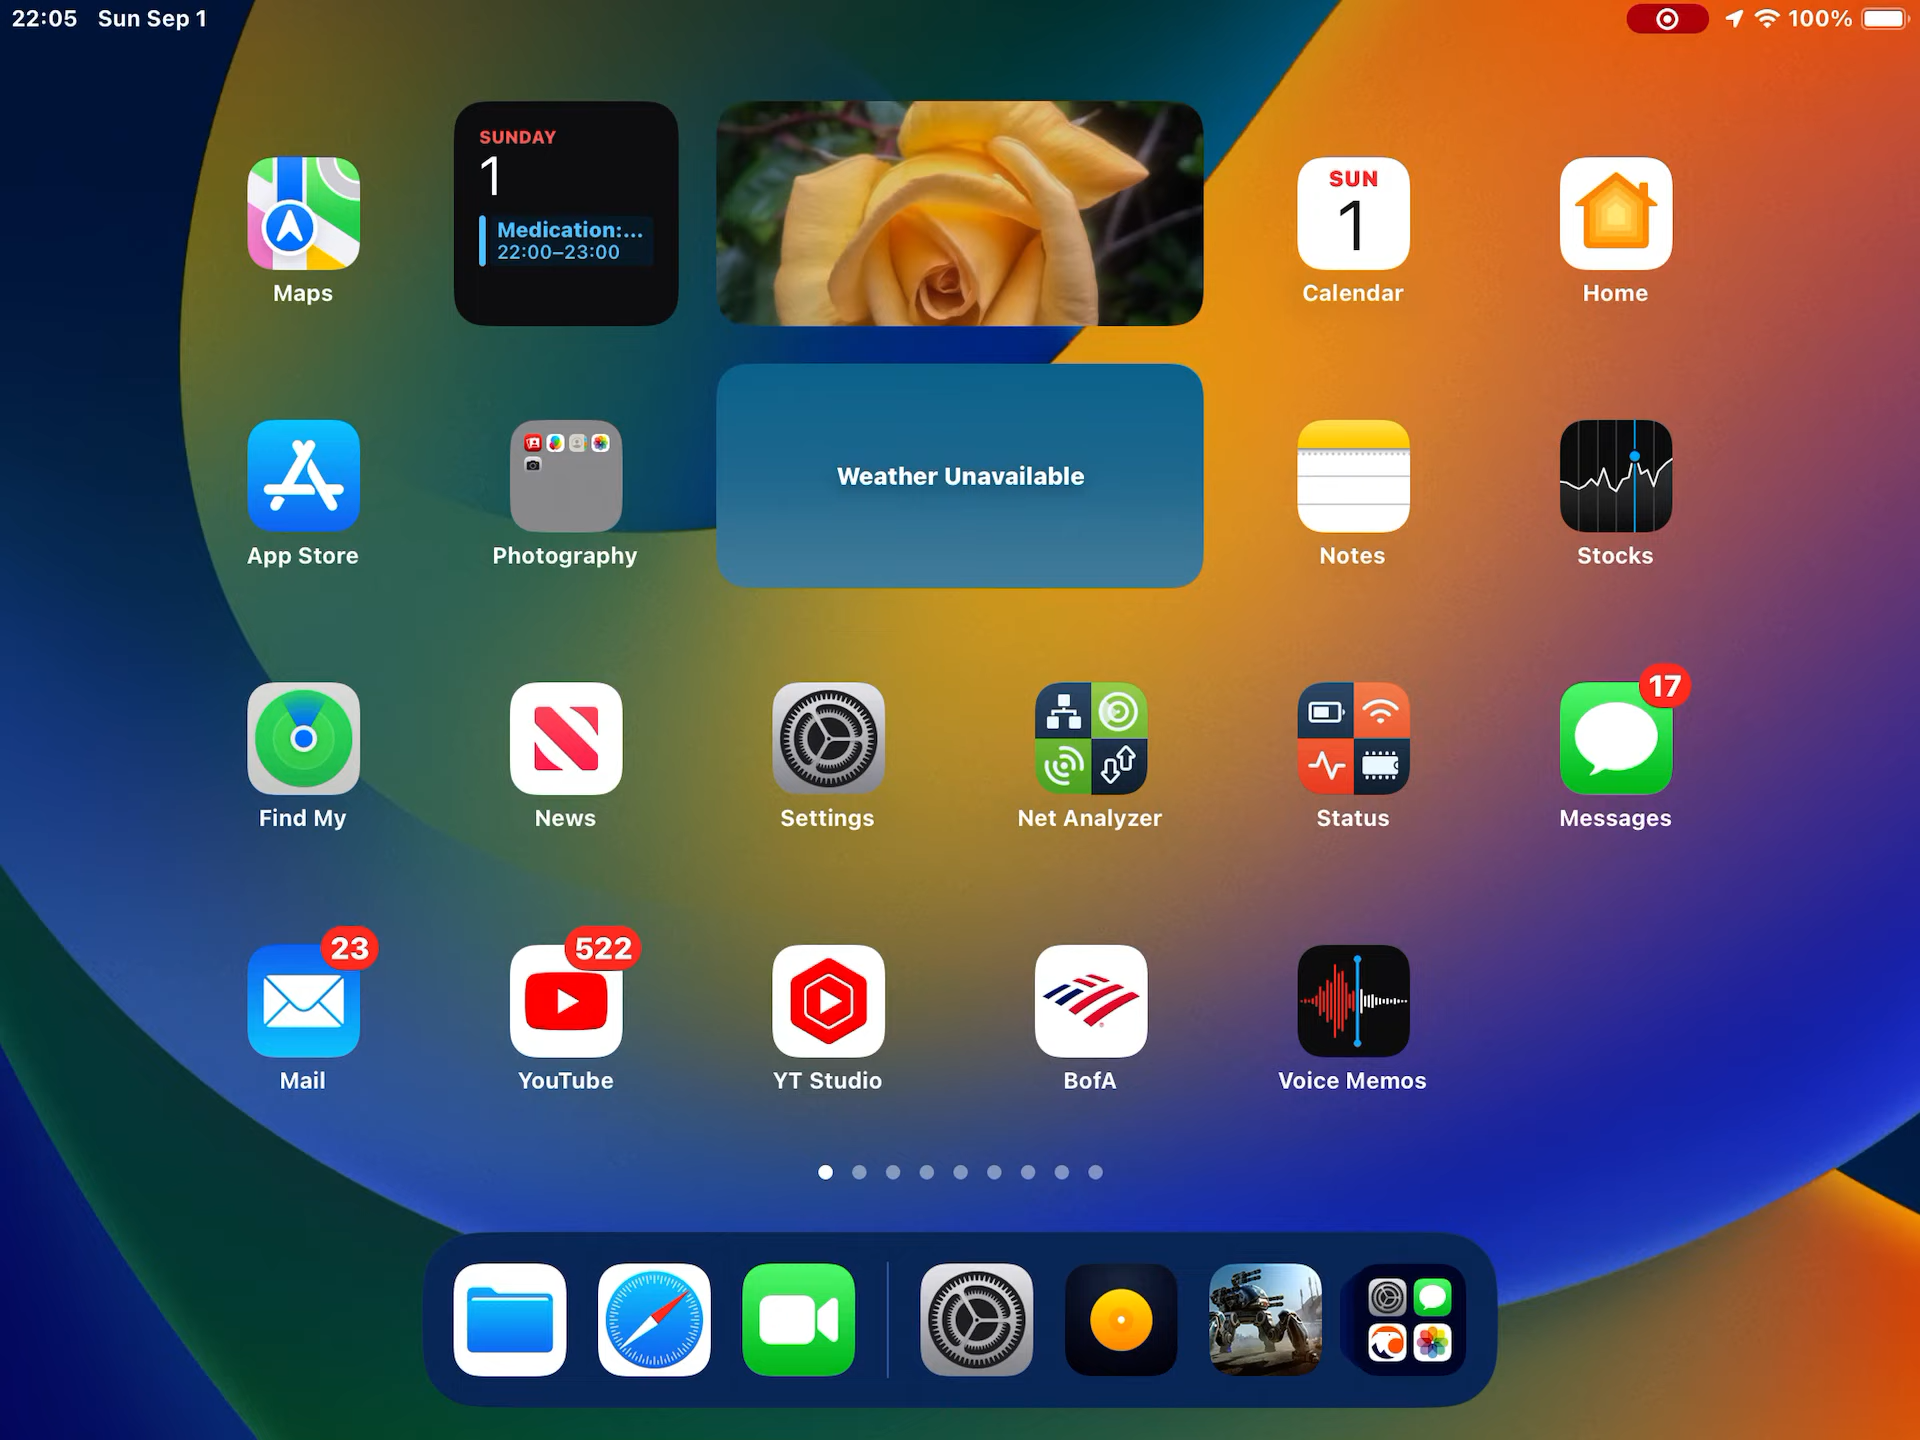 22:05 Sun Sep 1
100%
SUNDAY
1
Medication:...
22:00–23:00
SUN
1
Maps
Calendar
Home
Weather Unavailable
App Store
Photography
Notes
Stocks
17
Find My
News
Settings
Net Analyzer
Status
Messages
23
522
Mail
YouTube
YT Studio
BofA
Voice Memos